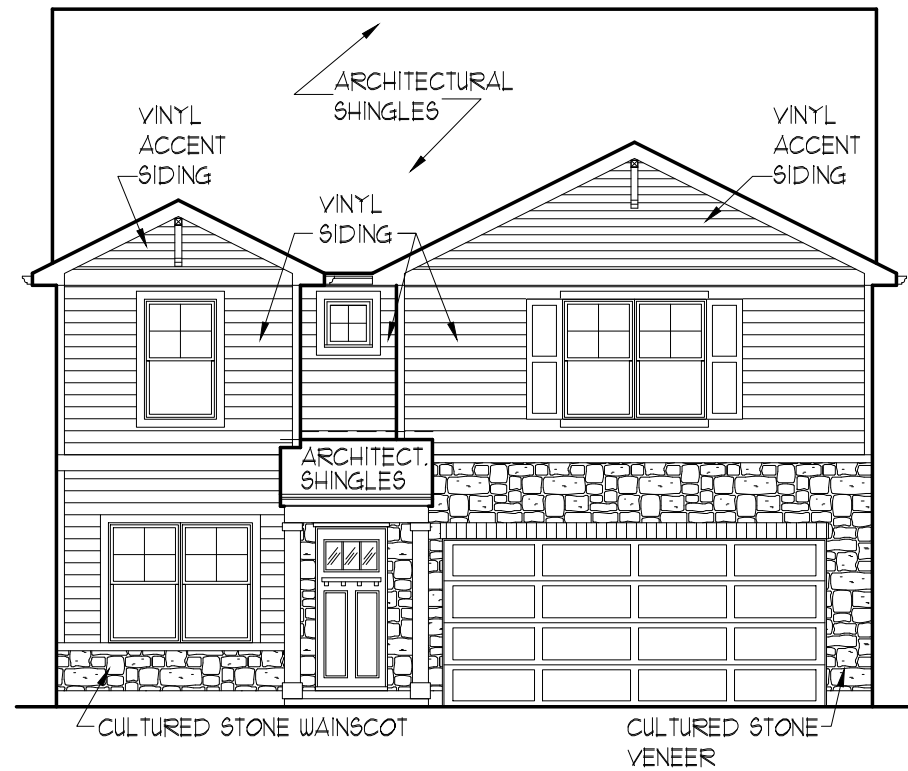 ARCHITECTURAL
SHINGLES
VINYL
ACCENT
SIDING
VINYL
ACCENT
SIDING
VINYL
SIDING
ARCHITECT.
SHINGLES
CULTURED STONE WAINSCOT
CULTURED STONE
VENEER